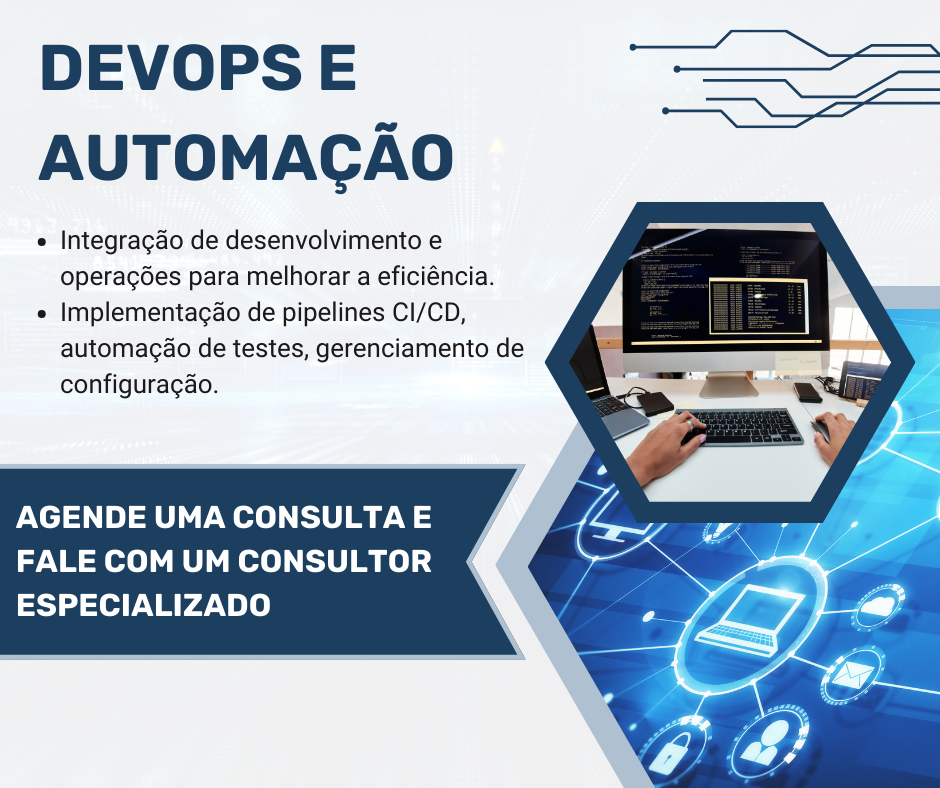 DEVOPS E
AUTOMAÇÃO
• Integração de desenvolvimento e
operações para melhorar a eficiência.
• Implementação de pipelines CI/CD,
automação de testes, gerenciamento de
configuração.
AGENDE UMA CONSULTA E
FALE COM UM CONSULTOR
ESPECIALIZADO